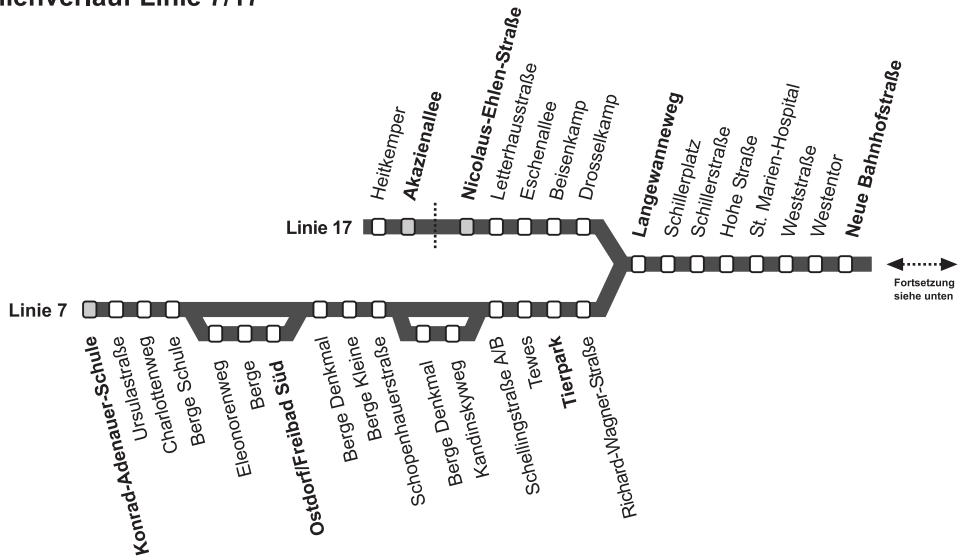 Linie 7/17
Heitkemper
Akazienallee
Nicolaus-Ehlen-Straße
Letterhausstraße
Eschenallee
Beisenkamp
Drosselkamp
Langewanneweg
Schillerplatz
Schillerstraße
Hohe Straße
St. Marien-Hospital
Weststraße
Westentor
Neue Bahnhofstraße
Linie 17
Fortsetzung
siehe unten
Linie 7
Konrad-Adenauer-Schule
Ursulastraße
Charlottenweg
Berge Schule
Eleonorenweg
Berge
Ostdorf/Freibad Süd
Berge Denkmal
Berge Kleine
Bergstraße
Schopenhauerstraße
Berge Denkmal
Kandinskyweg
Schellingstraße A/B
Tewes
Tierpark
Richard-Wagner-Straße